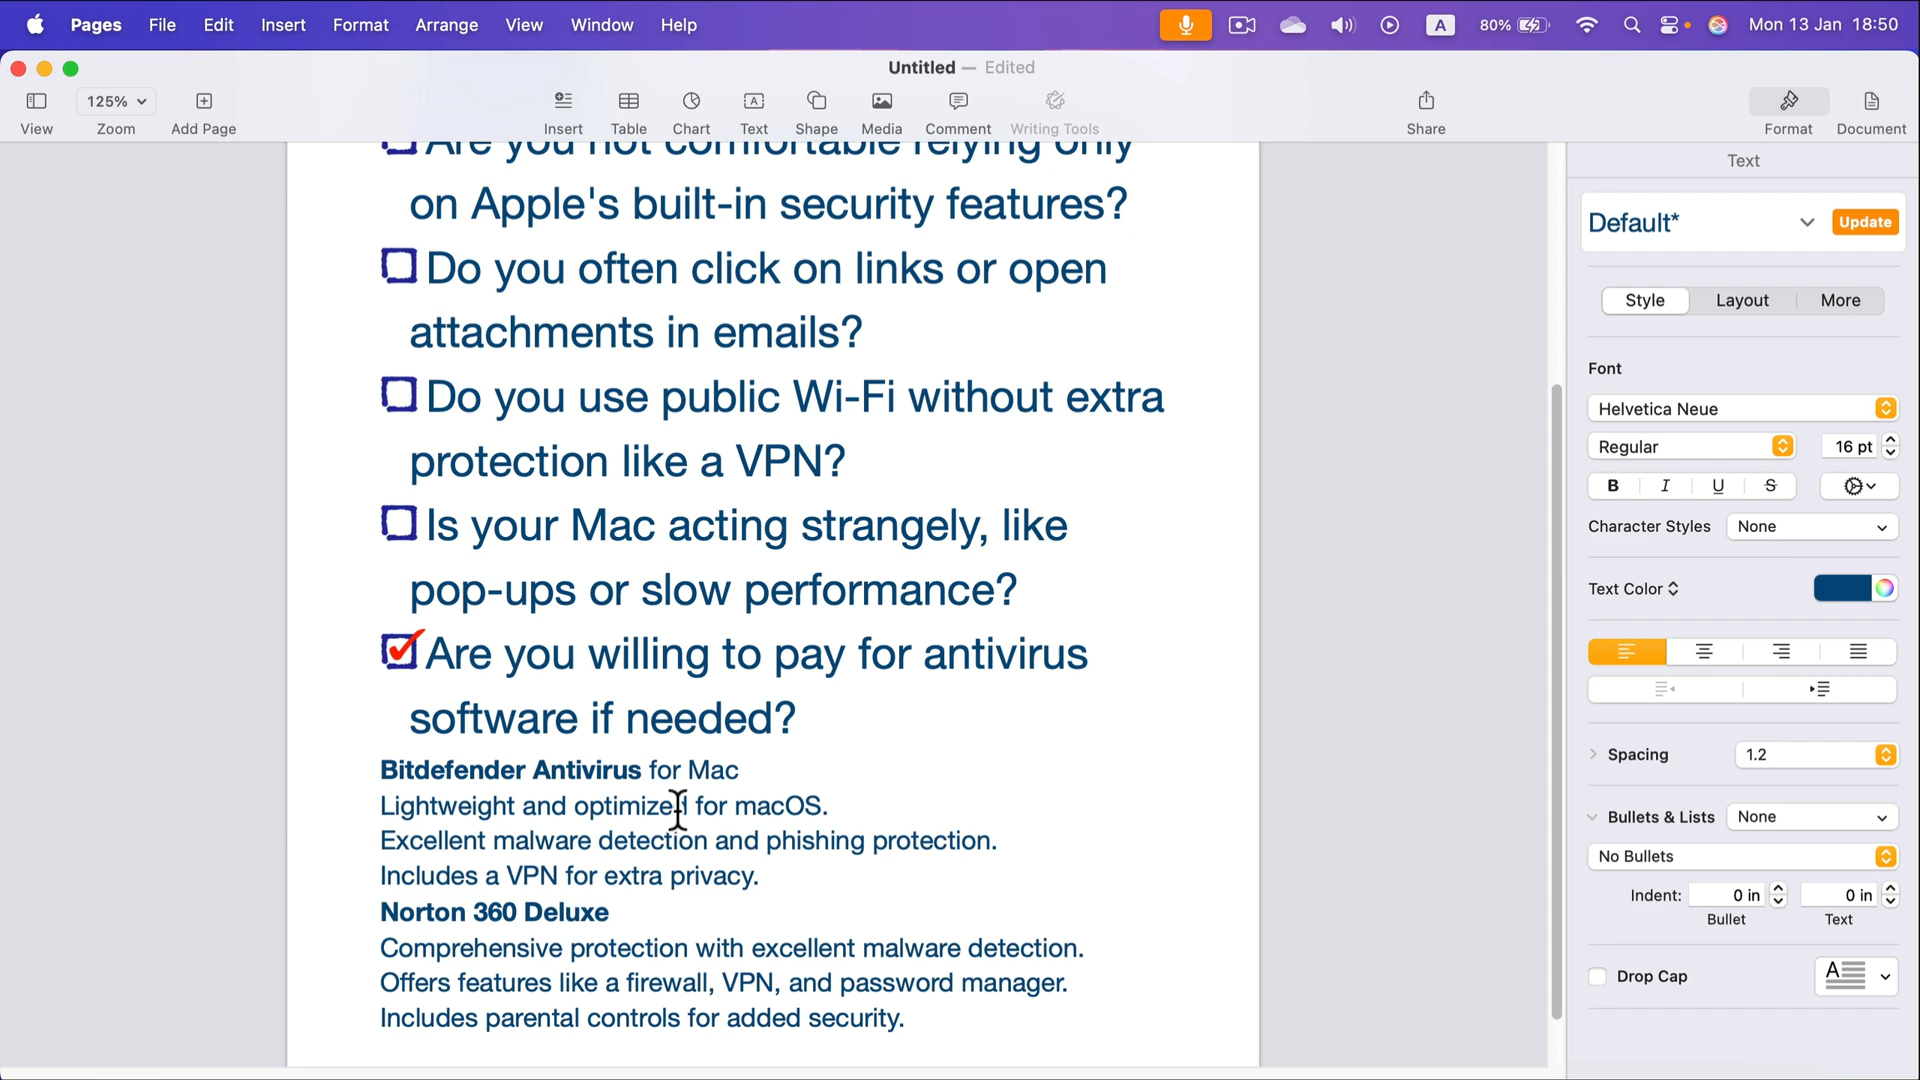 Pages File Edit Insert Format Arrange View Window Help A 80% Mon 13 Jan 18:50
Untitled — Edited
125%
View Zoom Add Page Insert Table Chart Text Shape Media Comment Writing Tools Share Format Document
Text
Are you not comfortable relying only
on Apple's built-in security features?
Do you often click on links or open
attachments in emails?
Do you use public Wi-Fi without extra
protection like a VPN?
Is your Mac acting strangely, like
pop-ups or slow performance?
Are you willing to pay for antivirus
software if needed?
Bitdefender Antivirus for Mac
Lightweight and optimized for macOS.
Excellent malware detection and phishing protection.
Includes a VPN for extra privacy.
Norton 360 Deluxe
Comprehensive protection with excellent malware detection.
Offers features like a firewall, VPN, and password manager.
Includes parental controls for added security.
Default* Update
Style Layout More
Font
Helvetica Neue
Regular 16 pt
B I U S
Character Styles None
Text Color
Spacing 1.2
Bullets & Lists None
No Bullets
Indent: 0 in 0 in
Bullet Text
Drop Cap A